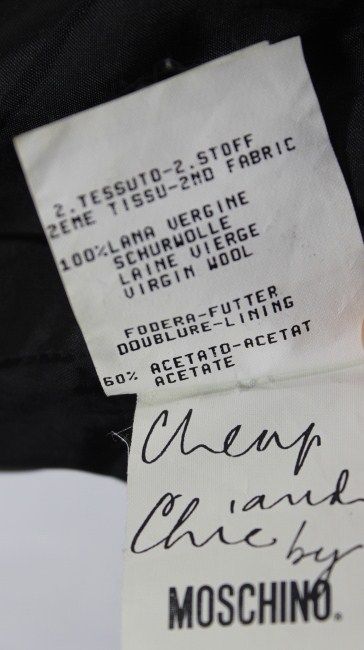 2.TESSUTO-2.STOFF
2EME TISSU-2ND FABRIC
100%LANA VERGINE
SCHURWOLLE
LAINE VIERGE
VIRGIN WOOL
FODERA-FUTTER
DOUBLURE-LINING
60% ACETATO-ACETAT
ACETATE
Cheap
and
Chic by
MOSCHINO.